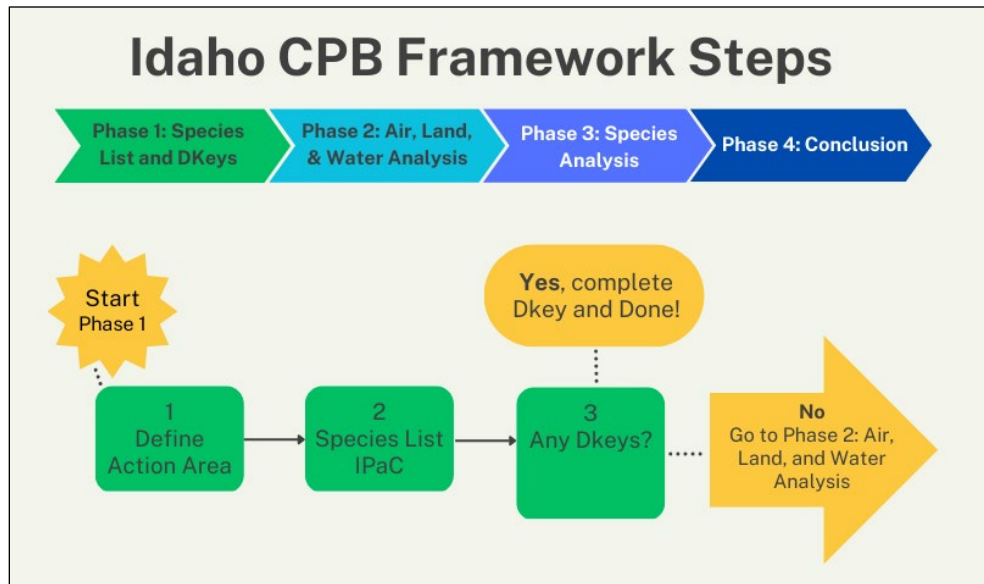 Idaho CPB Framework Steps
Phase 1: Species
List and DKeys
Phase 2: Air, Land,
& Water Analysis
Phase 3: Species
Analysis
Phase 4: Conclusion
Start
Phase 1
Yes, complete
Dkey and Done!
1
Define
Action Area
2
Species List
IPaC
3
Any Dkeys?
No
Go to Phase 2: Air,
Land, and Water
Analysis